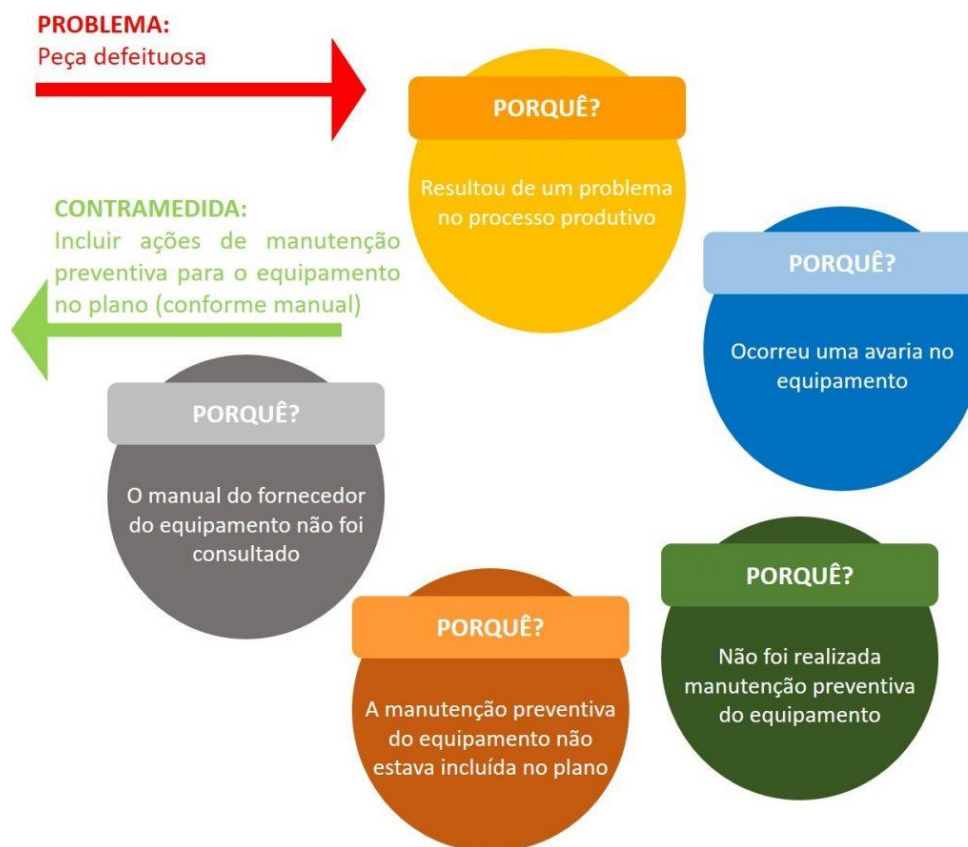 PROBLEMA:
Peça defeituosa
PORQUÊ?
Resultou de um problema
no processo produtivo
PORQUÊ?
Ocorreu uma avaria no
equipamento
PORQUÊ?
Não foi realizada
manutenção preventiva
do equipamento
PORQUÊ?
A manutenção preventiva
do equipamento não
estava incluída no plano
PORQUÊ?
O manual do fornecedor
do equipamento não foi
consultado
CONTRAMEDIDA:
Incluir ações de manutenção
preventiva para o equipamento
no plano (conforme manual)